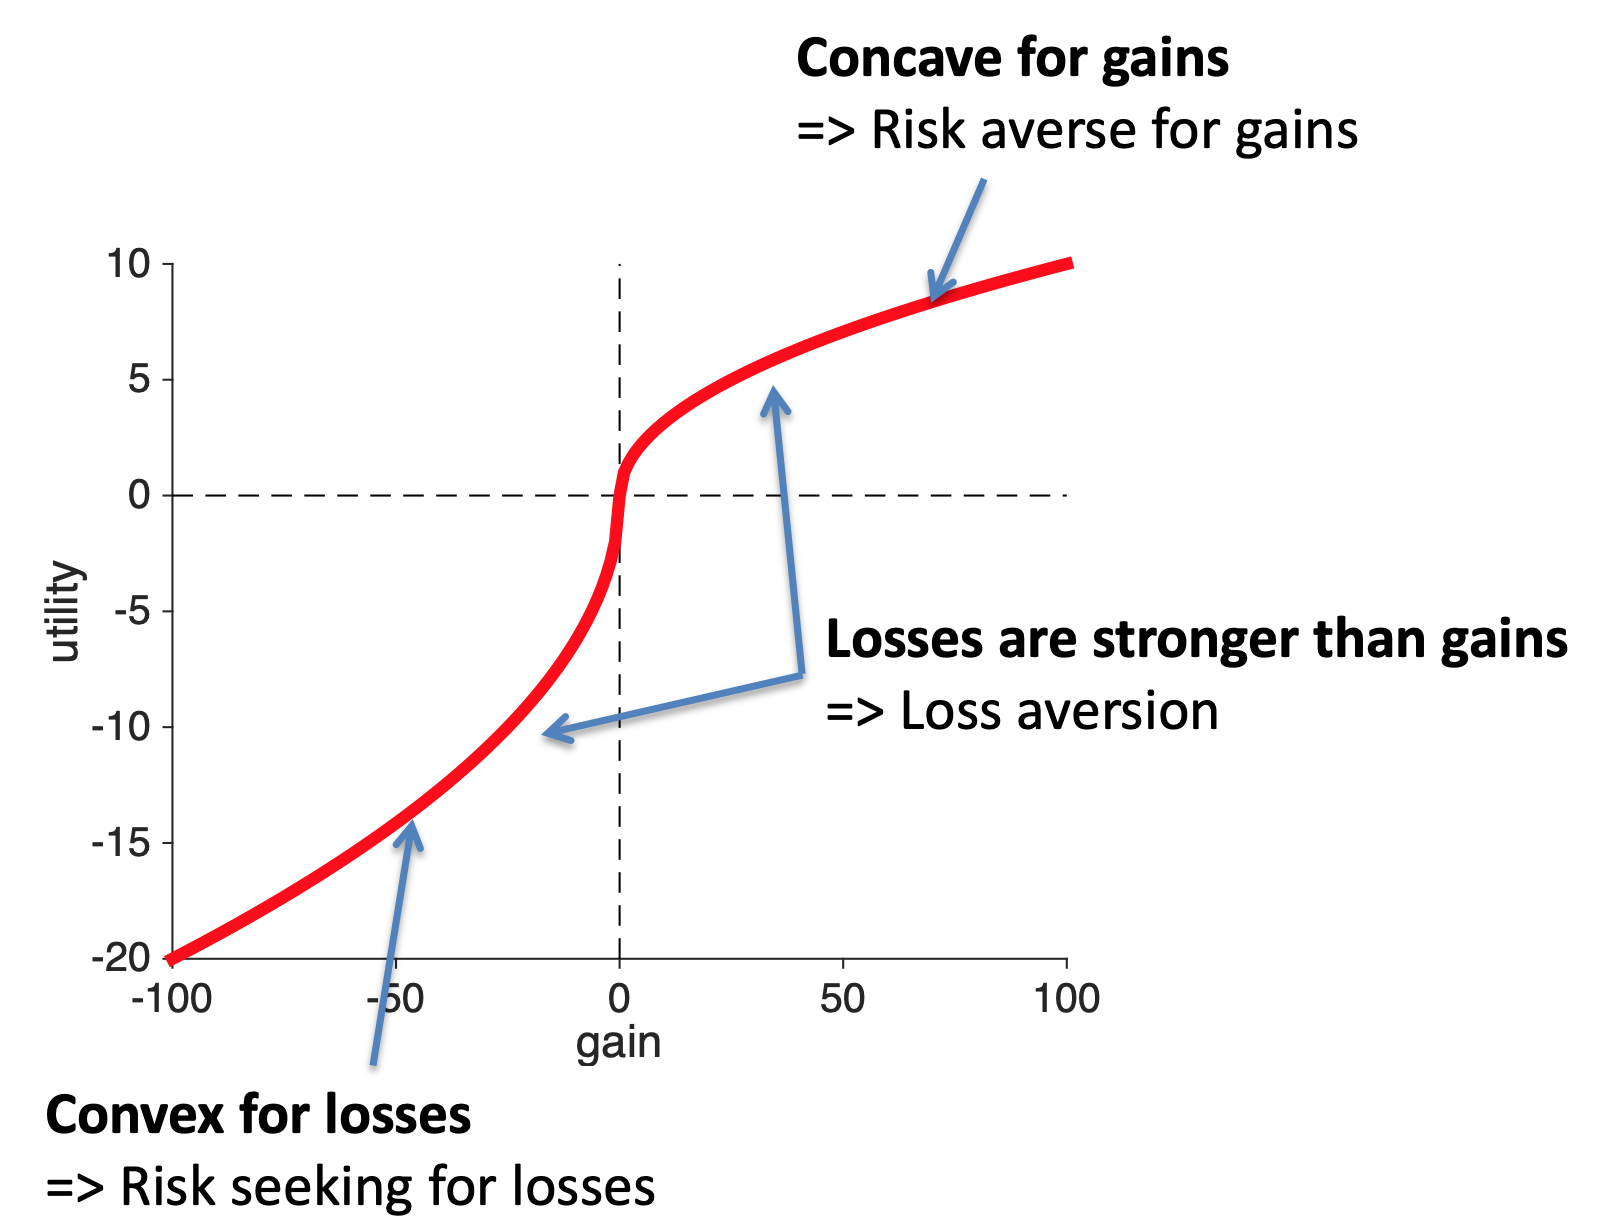 Concave for gains
=> Risk averse for gains
10
5
0
-5
-10
-15
-20
utility
Losses are stronger than gains
=> Loss aversion
-100
-50
0
50
100
gain
Convex for losses
=> Risk seeking for losses